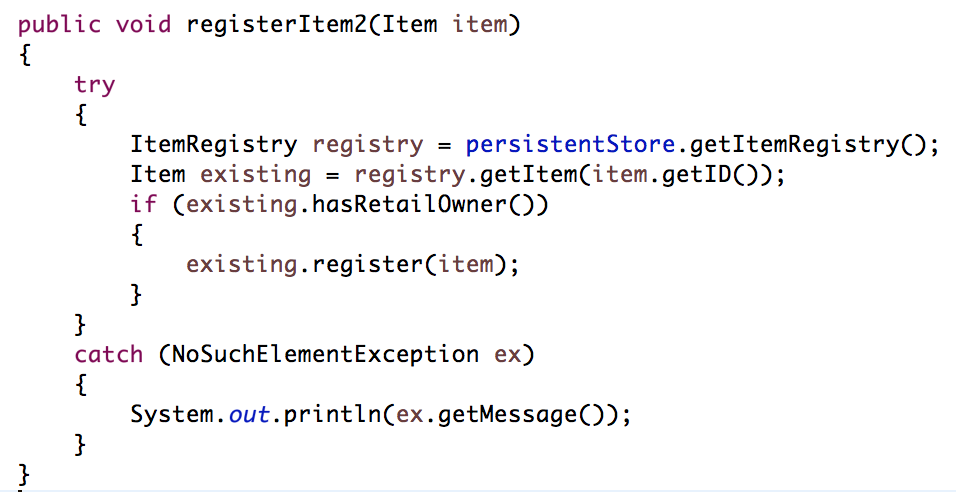 public void registerItem2(Item item)
{
    try
    {
        ItemRegistry registry = persistentStore.getItemRegistry();
        Item existing = registry.getItem(item.getID());
        if (existing.hasRetailOwner())
        {
            existing.register(item);
        }
    }
    catch (NoSuchElementException ex)
    {
        System.out.println(ex.getMessage());
    }
}